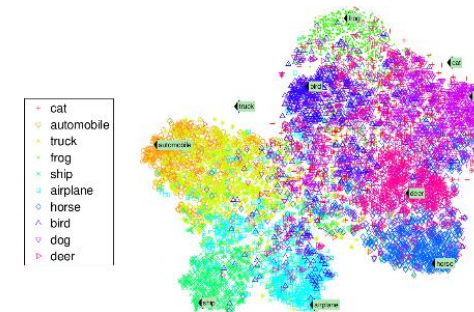 cat
automobile
truck
frog
ship
airplane
horse
bird
dog
deer
frog
cat
bird
truck
automobile
deer
horse
ship
airplane